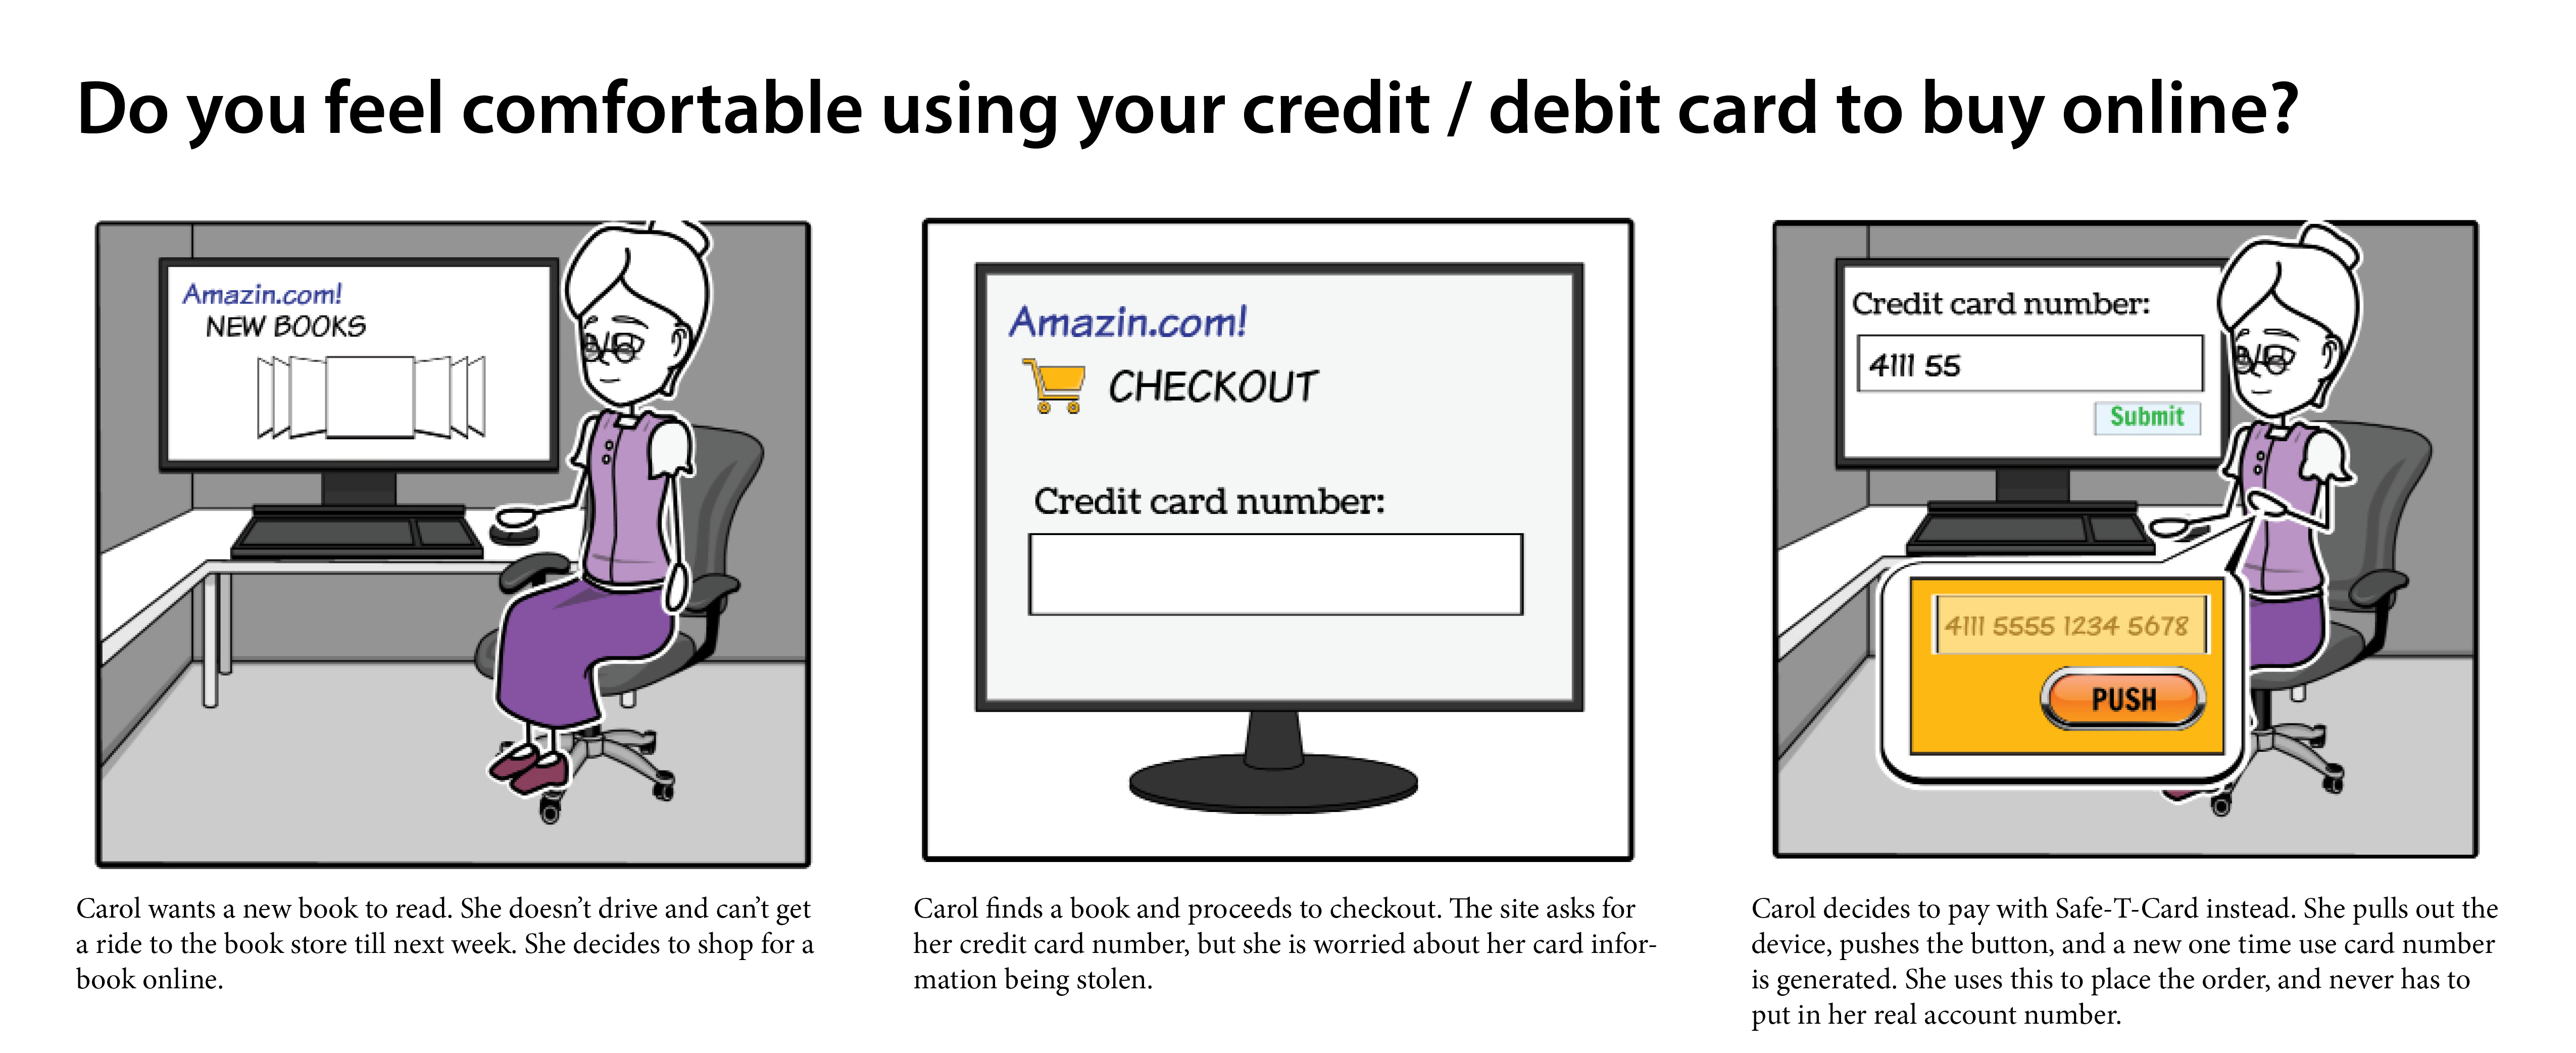 Do you feel comfortable using your credit / debit card to buy online?
Amazin.com!
NEW BOOKS
Carol wants a new book to read. She doesn’t drive and can’t get
a ride to the book store till next week. She decides to shop for a
book online.
Amazin.com!
CHECKOUT
Credit card number:
Carol finds a book and proceeds to checkout. The site asks for
her credit card number, but she is worried about her card infor-
mation being stolen.
Credit card number:
4111 55
Submit
4111 5555 1234 5678
PUSH
Carol decides to pay with Safe-T-Card instead. She pulls out the
device, pushes the button, and a new one time use card number
is generated. She uses this to place the order, and never has to
put in her real account number.